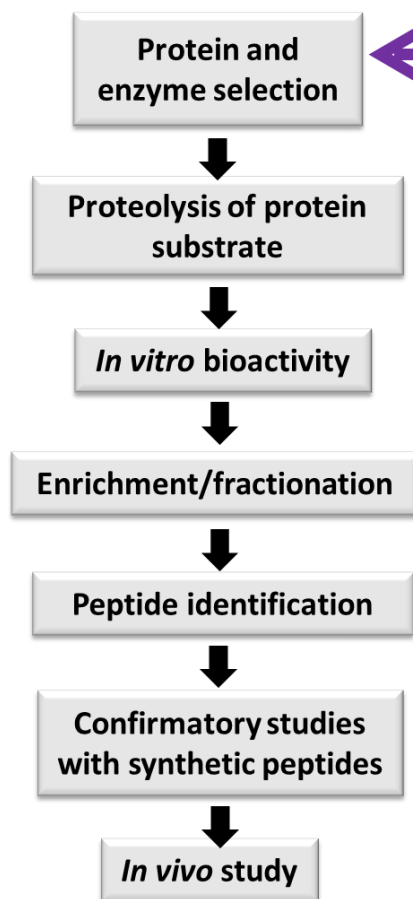 Protein and
enzyme selection
Proteolysis of protein
substrate
In vitro bioactivity
Enrichment/fractionation
Peptide identification
Confirmatory studies
with synthetic peptides
In vivo study